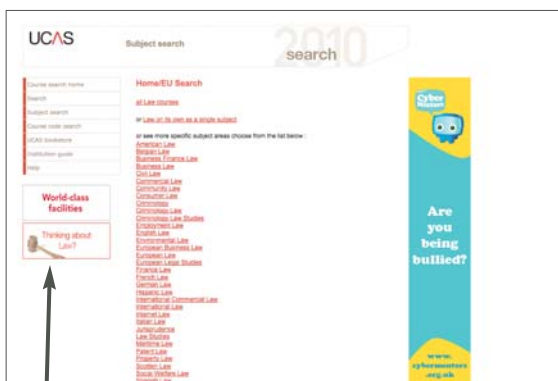 UCAS
Subject search
2010
search
Course search home
Search
Subject search
Course code search
UCAS bookstore
Institution guide
Help
World-class
facilities
Thinking about
Law?
Home/EU Search
all Law courses
or Law on its own as a single subject
or see more specific subject areas choose from the list below :
American Law
Belgian Law
Business Finance Law
Business Law
Civil Law
Commercial Law
Community Law
Consumer Law
Criminology
Criminology Law
Criminology Law Studies
Employment Law
English Law
Environmental Law
European Business Law
European Law
European Legal Studies
Finance Law
French Law
German Law
Hispanic Law
International Commercial Law
International Law
Internet Law
Italian Law
Jurisprudence
Law Studies
Maritime Law
Patent Law
Property Law
Scottish Law
Social Welfare Law
Spanish Law
Cyber
Mentors
Are
you
being
bullied?
www.
cybermentors
.org.uk